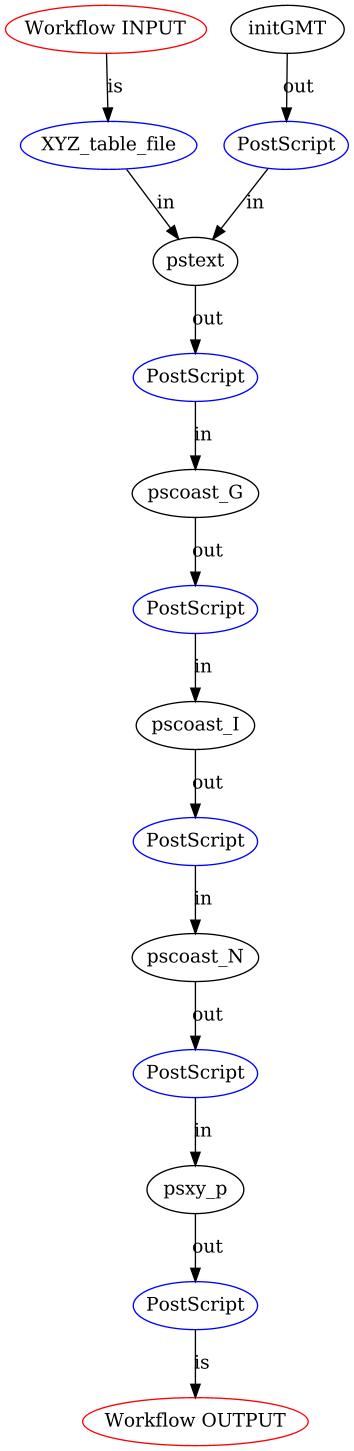 Workflow INPUT
initGMT
is
out
XYZ_table_file
PostScript
in
in
pstext
out
PostScript
in
pscoast_G
out
PostScript
in
pscoast_I
out
PostScript
in
pscoast_N
out
PostScript
in
psxy_p
out
PostScript
is
Workflow OUTPUT